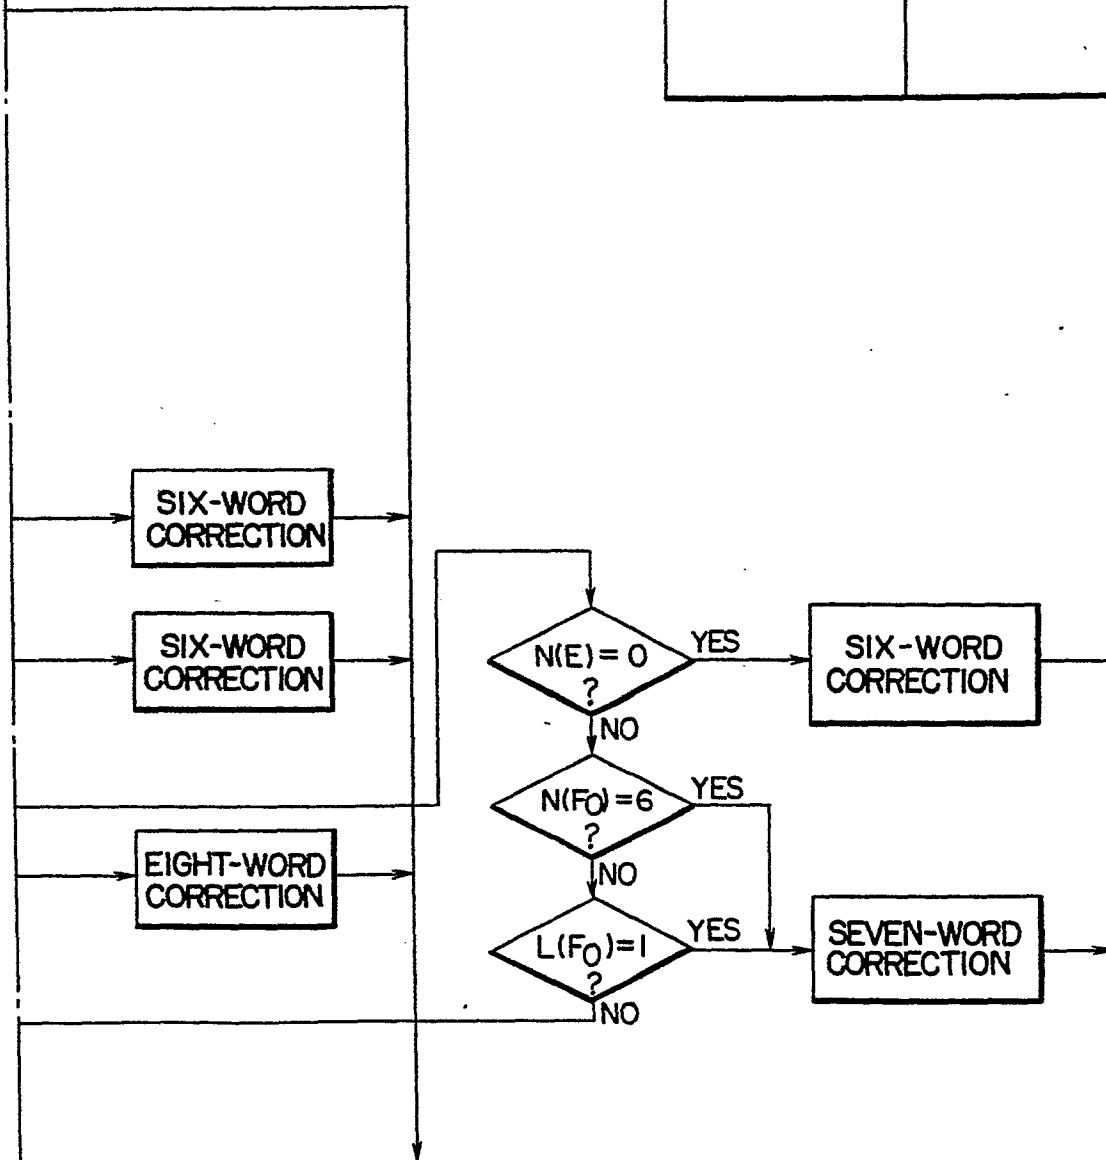 SIX-WORD
CORRECTION
SIX-WORD
CORRECTION
EIGHT-WORD
CORRECTION
N(E)=0
?
YES
NO
SIX-WORD
CORRECTION
N(F0)=6
?
YES
NO
L(F0)=1
?
YES
NO
SEVEN-WORD
CORRECTION